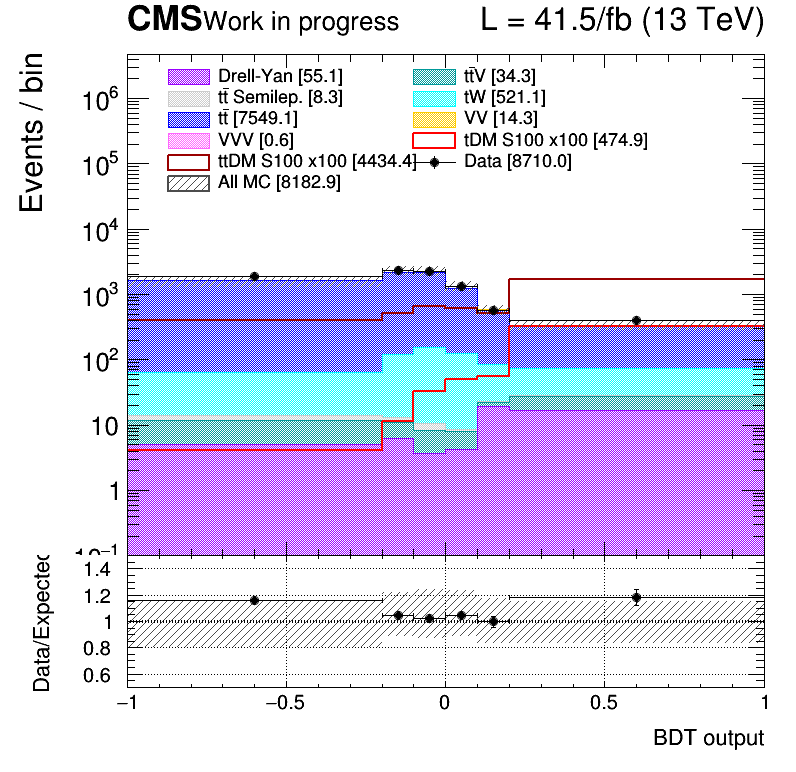 CMS Work in progress L = 41.5/fb (13 TeV)
Events / bin
Drell-Yan [55.1] tt̄V [34.3]
tt̄ Semilep. [8.3] tW [521.1]
tt̄ [7549.1] VV [14.3]
VVV [0.6] tDM S100 x100 [474.9]
ttDM S100 x100 [4434.4] Data [8710.0]
All MC [8182.9]
10⁶
10⁵
10⁴
10³
10²
10
1
10⁻¹
Data/Expected
1.4
1.2
1
0.8
0.6
−1 −0.5 0 0.5 1
BDT output